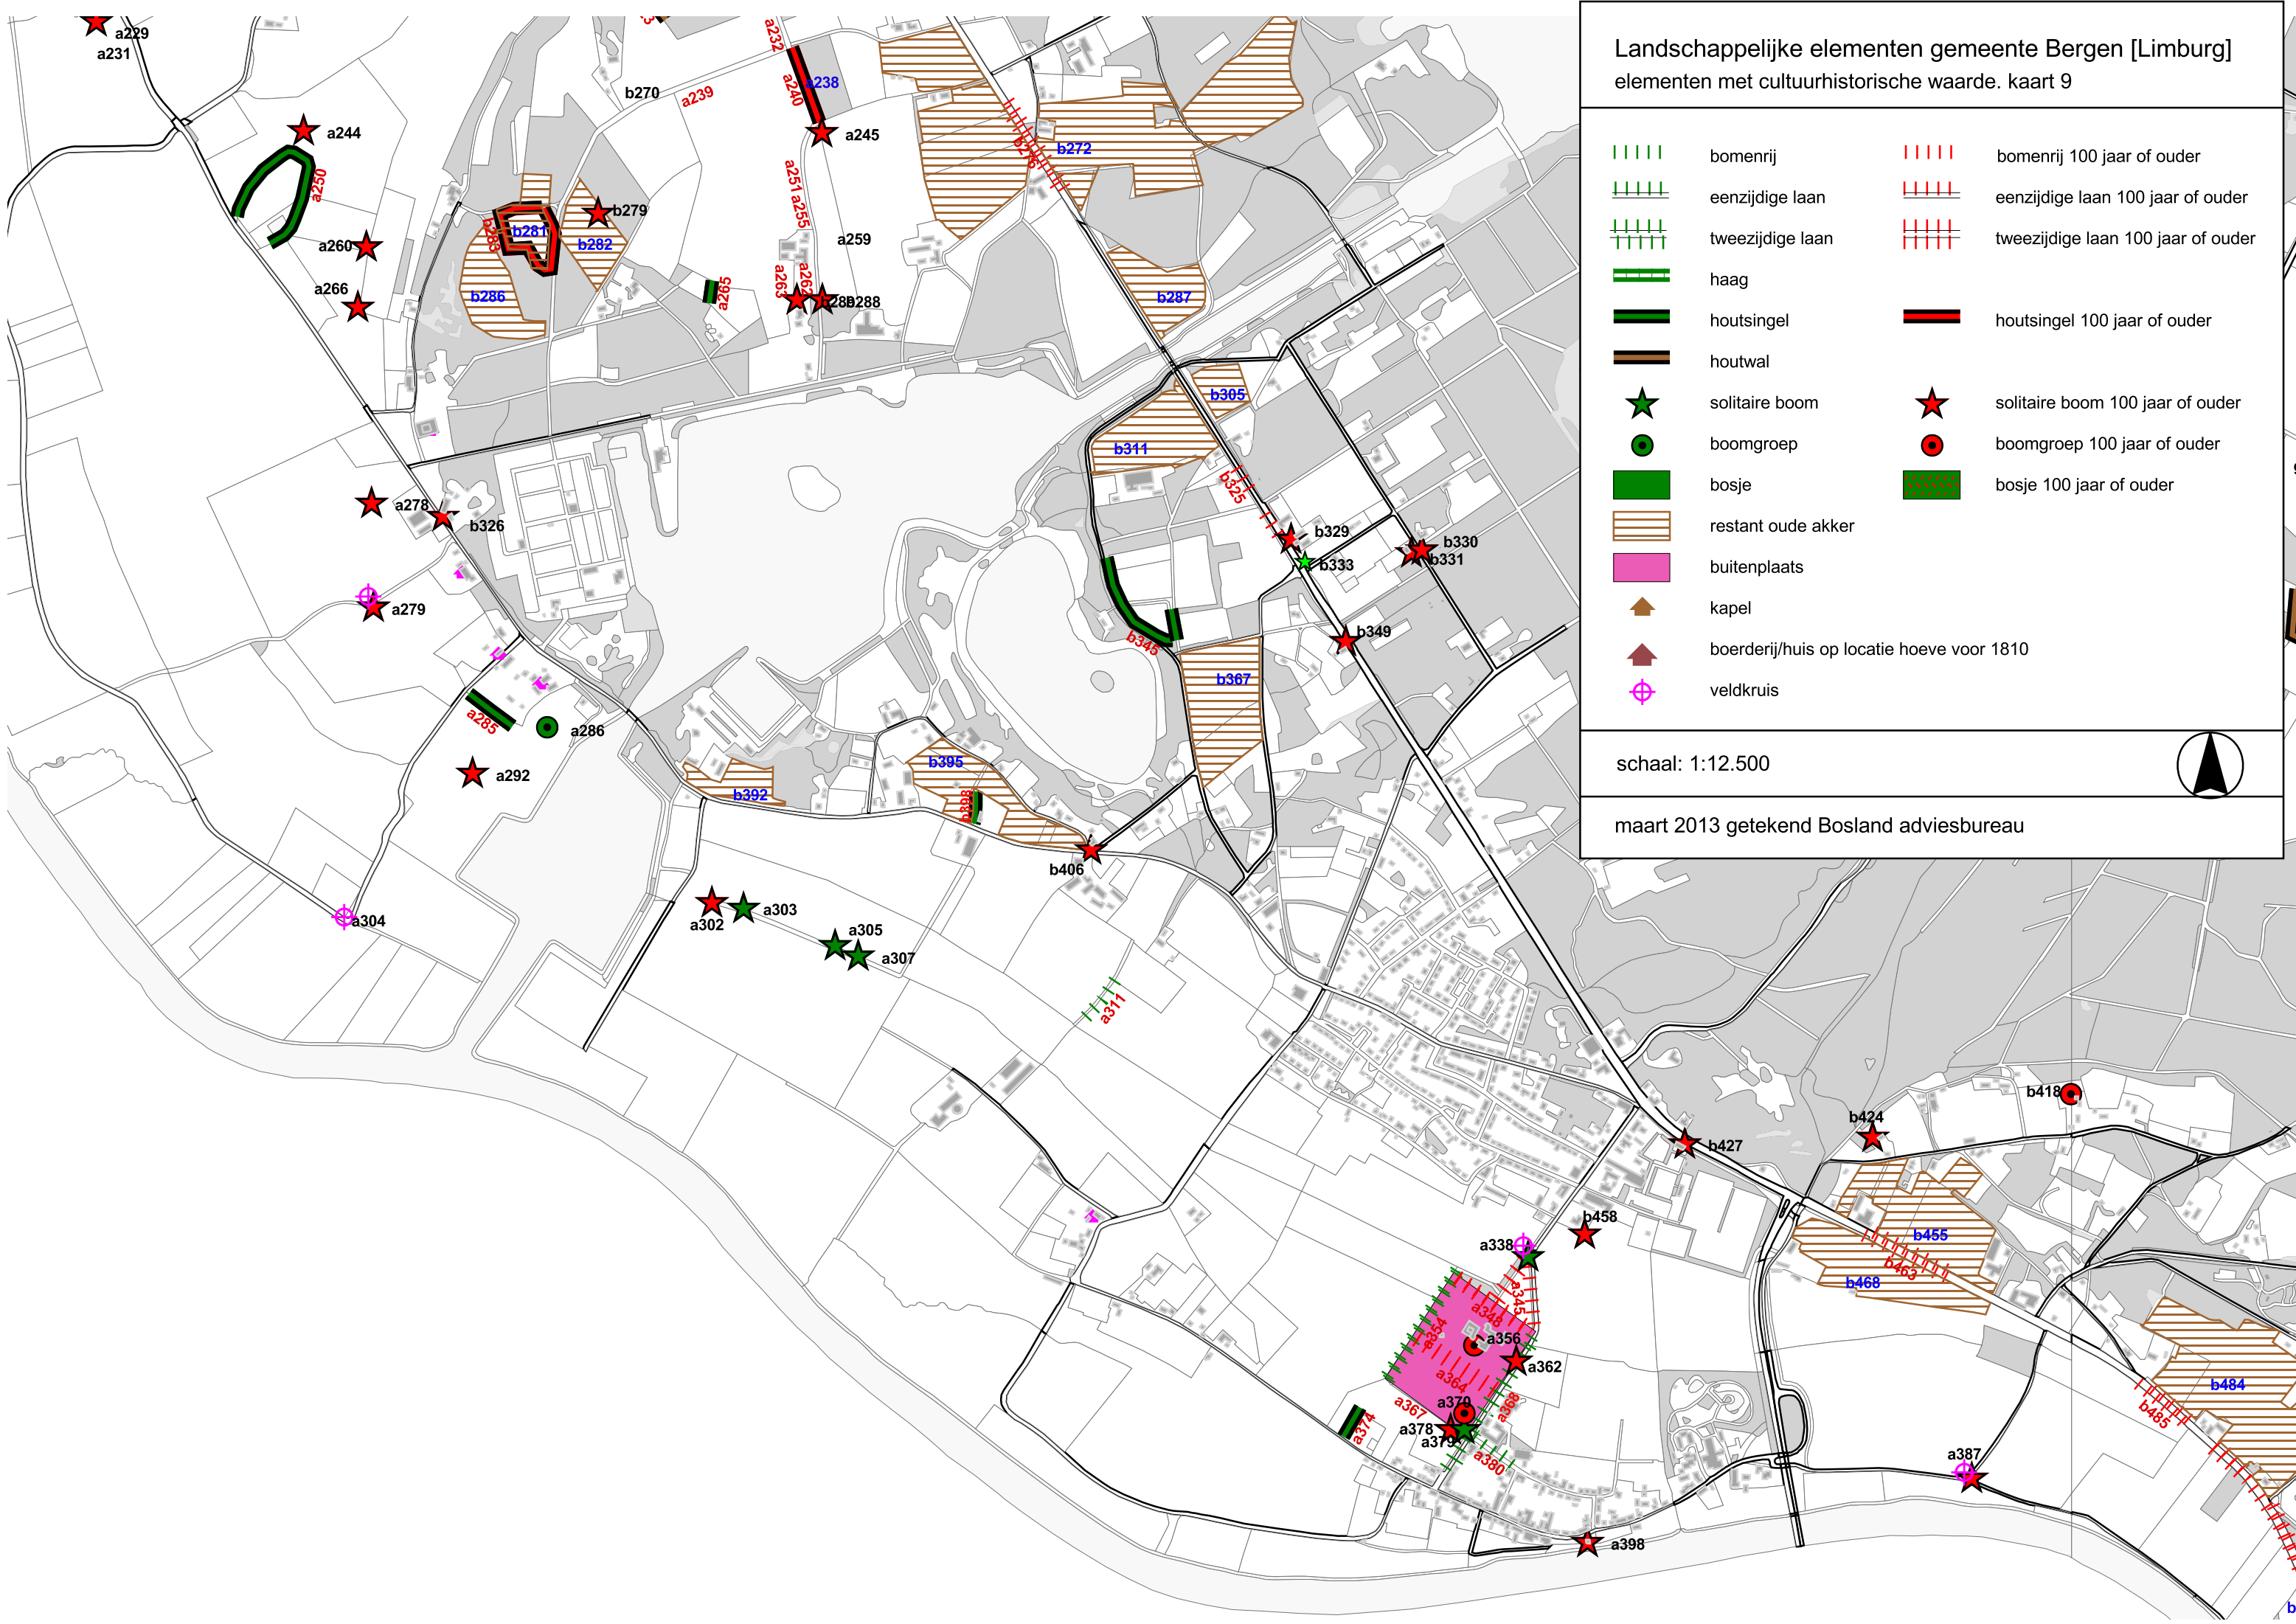 Landschappelijke elementen gemeente Bergen [Limburg]
elementen met cultuurhistorische waarde. kaart 9
bomenrij
bomenrij 100 jaar of ouder
eenzijdige laan
eenzijdige laan 100 jaar of ouder
tweezijdige laan
tweezijdige laan 100 jaar of ouder
haag
houtsingel
houtsingel 100 jaar of ouder
houtwal
solitaire boom
solitaire boom 100 jaar of ouder
boomgroep
boomgroep 100 jaar of ouder
bosje
bosje 100 jaar of ouder
restant oude akker
buitenplaats
kapel
boerderij/huis op locatie hoeve voor 1810
veldkruis
schaal: 1:12.500
maart 2013 getekend Bosland adviesbureau
a229
a231
a232
b270
a239
a240
a238
a244
a245
a250
b276
b272
a251
a255
b279
b281
b283
b282
a259
a260
a266
b286
a265
a263
a262
b288
b287
b305
b311
b325
a278
b326
b329
b330
b331
b333
a279
b345
b349
b367
a285
a286
a292
b392
b395
b398
b406
a304
a302
a303
a305
a307
a311
b418
b424
b427
b458
a338
b455
b463
b468
a345
a348
a354
a356
a362
a364
a367
a368
a370
a374
a378
a379
a380
b484
b485
a387
a398